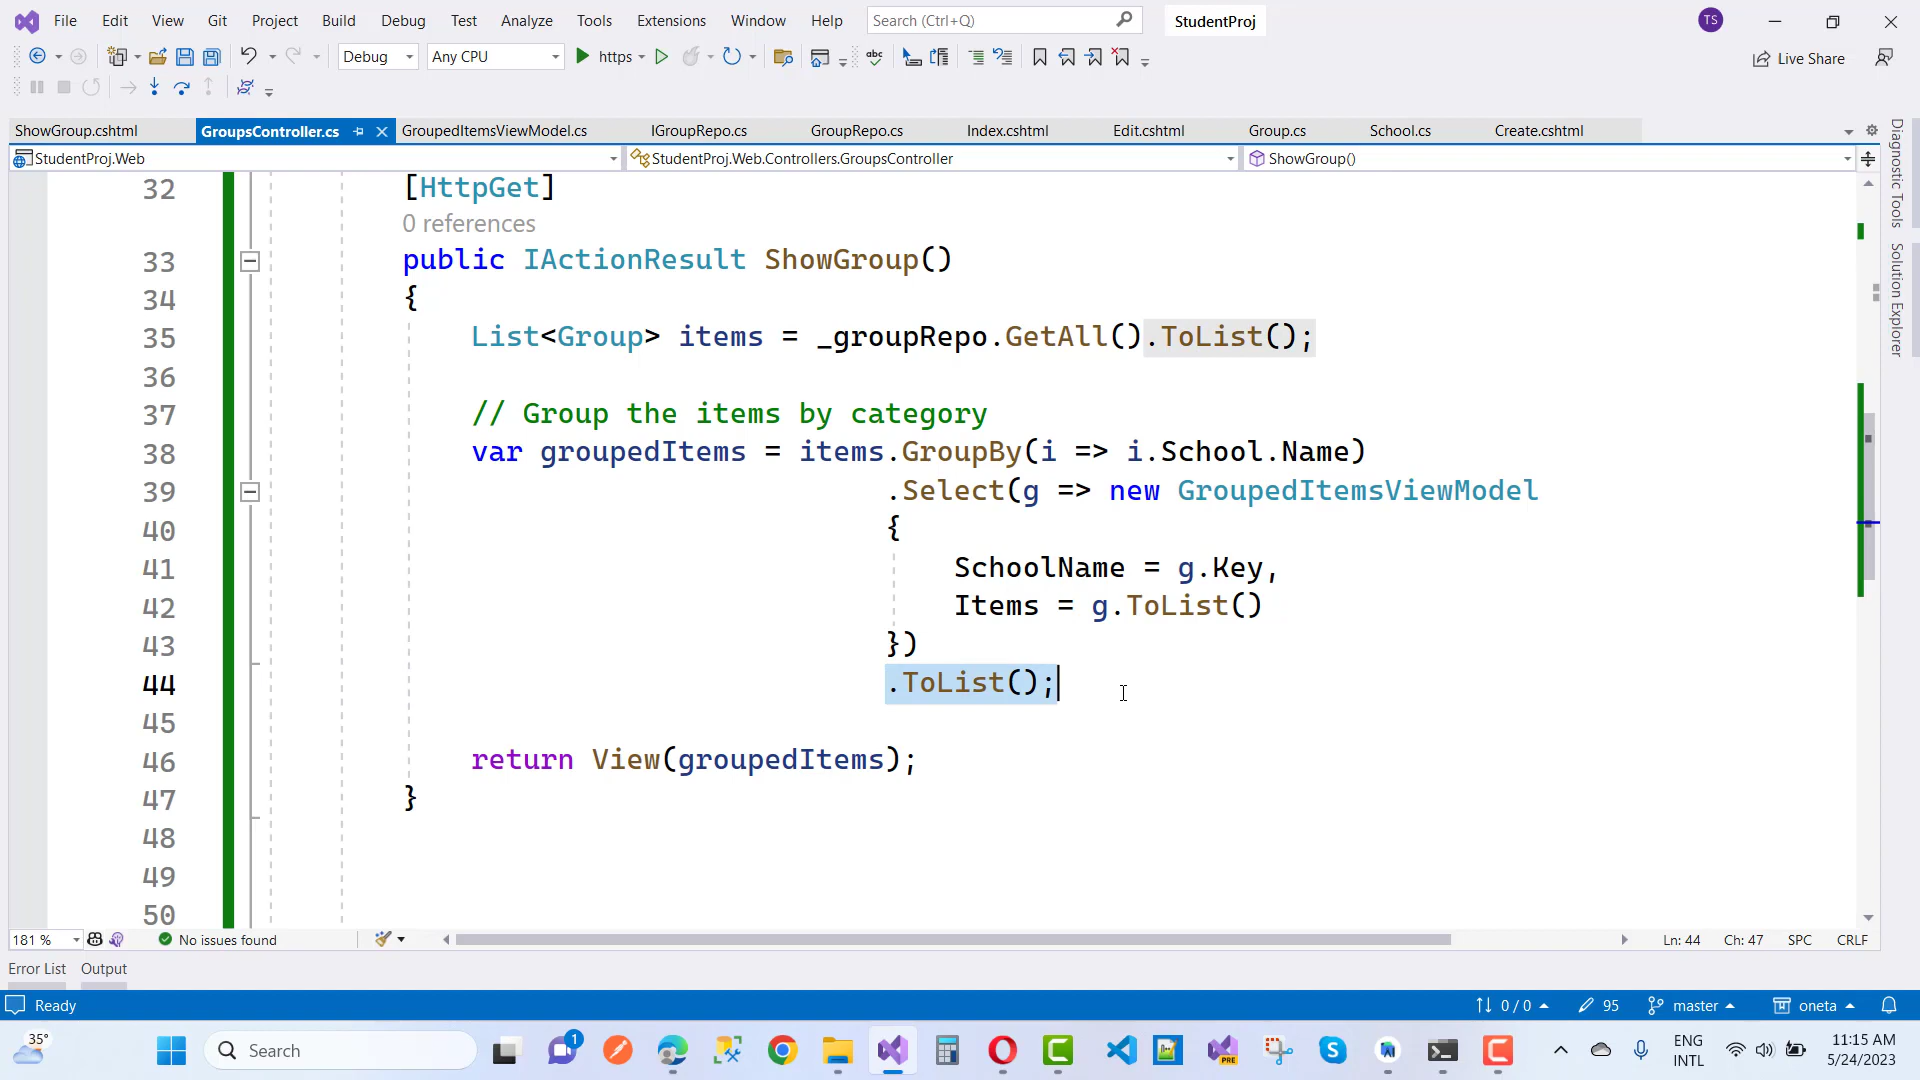 File Edit View Git Project Build Debug Test Analyze Tools Extensions Window Help Search (Ctrl+Q) StudentProj TS
Debug Any CPU https Live Share
ShowGroup.cshtml GroupsController.cs GroupedItemsViewModel.cs IGroupRepo.cs GroupRepo.cs Index.cshtml Edit.cshtml Group.cs School.cs Create.cshtml
StudentProj.Web StudentProj.Web.Controllers.GroupsController ShowGroup()
Diagnostic Tools
Solution Explorer
32 [HttpGet]
0 references
33 public IActionResult ShowGroup()
34 {
35 List<Group> items = _groupRepo.GetAll().ToList();
36
37 // Group the items by category
38 var groupedItems = items.GroupBy(i => i.School.Name)
39 .Select(g => new GroupedItemsViewModel
40 {
41 SchoolName = g.Key,
42 Items = g.ToList()
43 })
44 .ToList();
45
46 return View(groupedItems);
47 }
48
49
50
181 % No issues found Ln: 44 Ch: 47 SPC CRLF
Error List Output
Ready 0 / 0 95 master oneta
35° Search 1 PRE ENG INTL 11:15 AM 5/24/2023